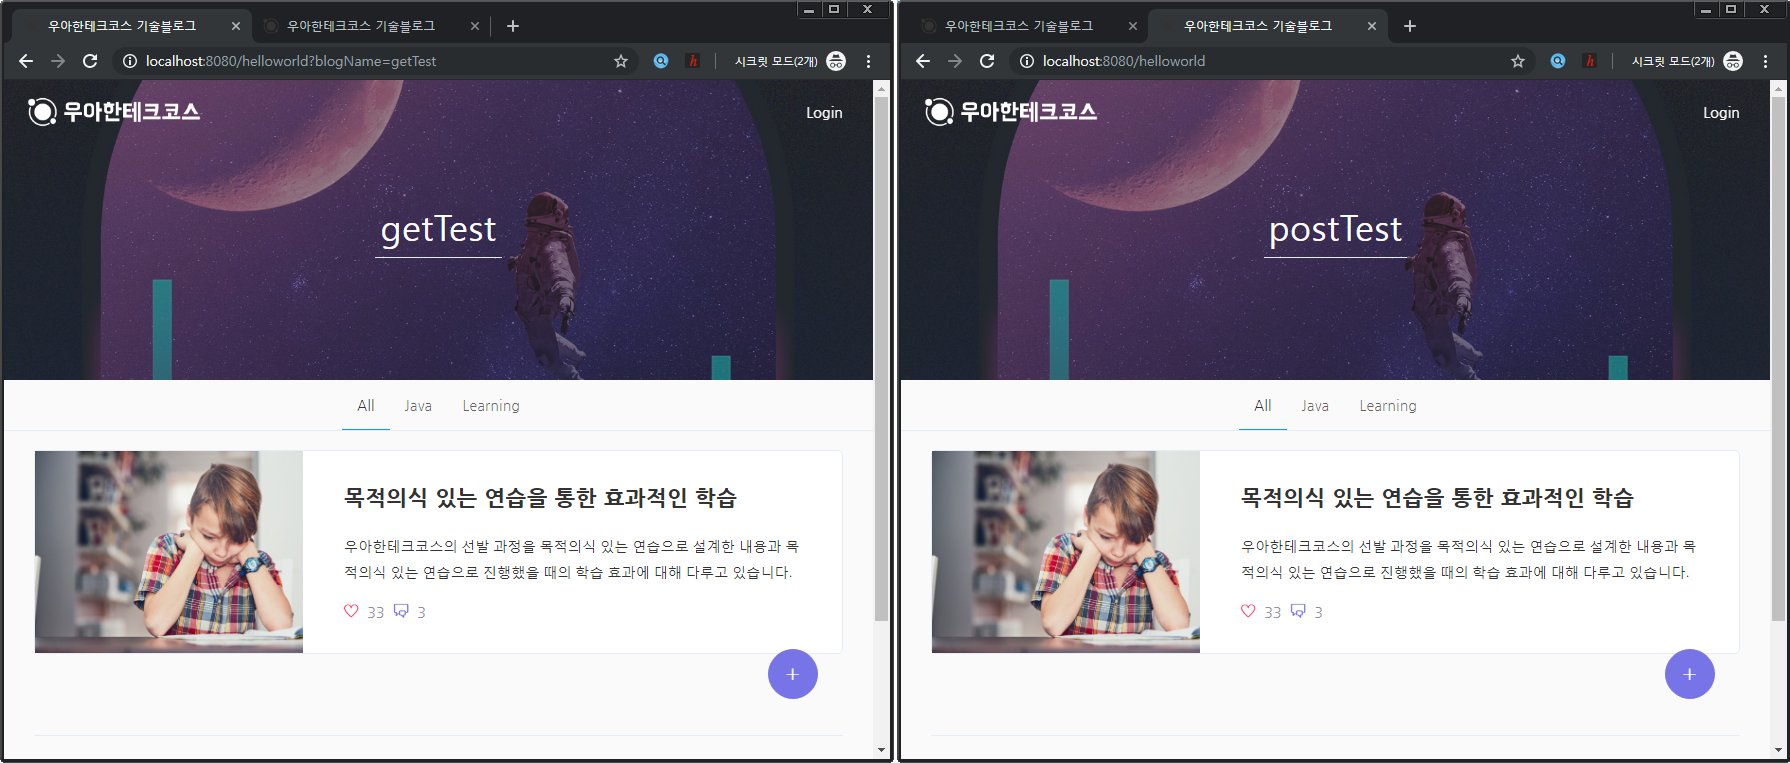 우아한테크코스 기술블로그
우아한테크코스 기술블로그
localhost:8080/helloworld?blogName=getTest
시크릿 모드(2개)
우아한테크코스
Login
getTest
All Java Learning
목적의식 있는 연습을 통한 효과적인 학습
우아한테크코스의 선발 과정을 목적의식 있는 연습으로 설계한 내용과 목
적의식 있는 연습으로 진행했을 때의 학습 효과에 대해 다루고 있습니다.
33 3
+
우아한테크코스 기술블로그
우아한테크코스 기술블로그
localhost:8080/helloworld
시크릿 모드(2개)
우아한테크코스
Login
postTest
All Java Learning
목적의식 있는 연습을 통한 효과적인 학습
우아한테크코스의 선발 과정을 목적의식 있는 연습으로 설계한 내용과 목
적의식 있는 연습으로 진행했을 때의 학습 효과에 대해 다루고 있습니다.
33 3
+